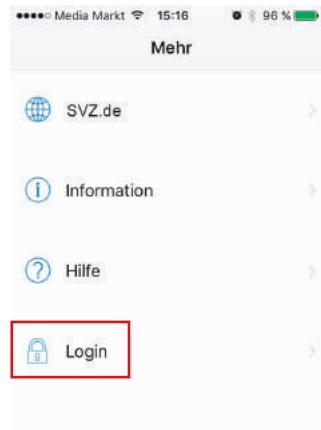 Media Markt 15:16 96 %
Mehr
SVZ.de
Information
Hilfe
Login